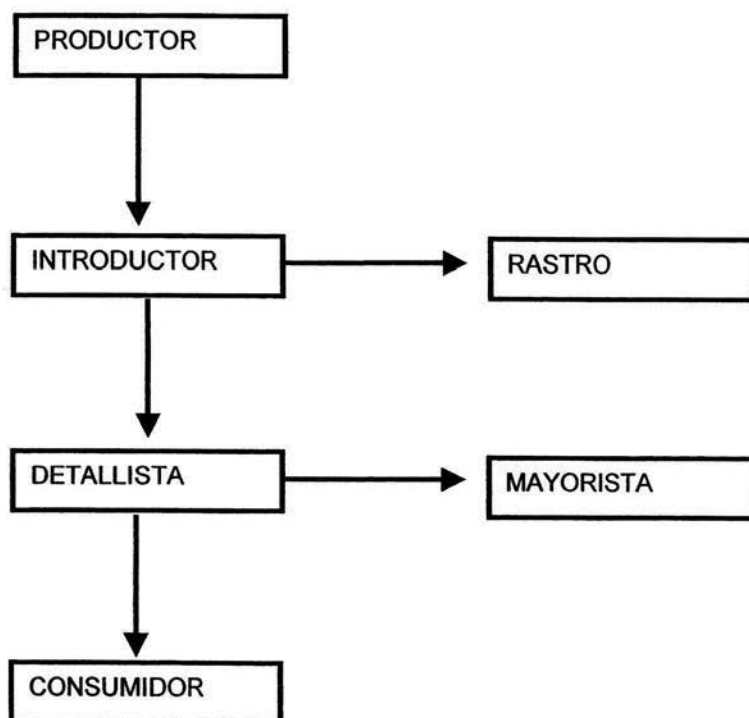 PRODUCTOR
INTRODUCTOR
RASTRO
DETALLISTA
MAYORISTA
CONSUMIDOR